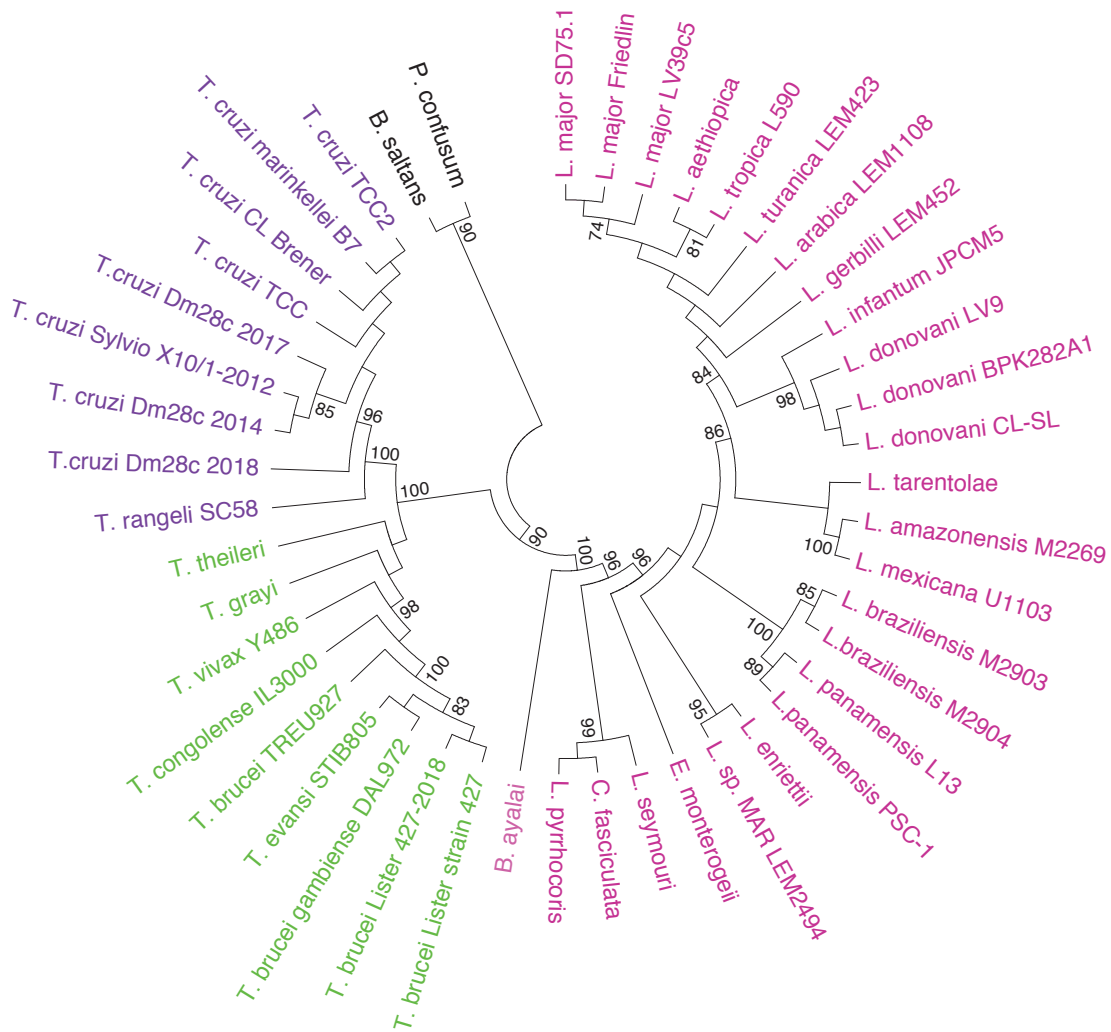 P. confusum
B. saltans
T. cruzi TCC2
T. cruzi marinkellei B7
T. cruzi CL Brener
T. cruzi TCC
T.cruzi Dm28c 2017
T. cruzi Sylvio X10/1-2012
T. cruzi Dm28c 2014
T.cruzi Dm28c 2018
T. rangeli SC58
T. theileri
T. grayi
T. vivax Y486
T. congolense IL3000
T. brucei TREU927
T. evansi STIB805
T. brucei gambiense DAL972
T. brucei Lister 427-2018
T. brucei Lister strain 427
B. ayalai
L. pyrrhocoris
C. fasciculata
L. seymouri
E. monterogeii
L. sp. MAR LEM2494
L. enriettii
L.panamensis PSC-1
L. panamensis L13
L.braziliensis M2904
L. braziliensis M2903
L. mexicana U1103
L. amazonensis M2269
L. tarentolae
L. donovani CL-SL
L. donovani BPK282A1
L. donovani LV9
L. infantum JPCM5
L. gerbilli LEM452
L. arabica LEM1108
L. turanica LEM423
L. tropica L590
L. aethiopica
L. major LV39c5
L. major Friedlin
L. major SD75.1
90
85
96
100
100
98
100
83
90
100
96
96
99
95
89
100
85
100
86
84
98
81
74